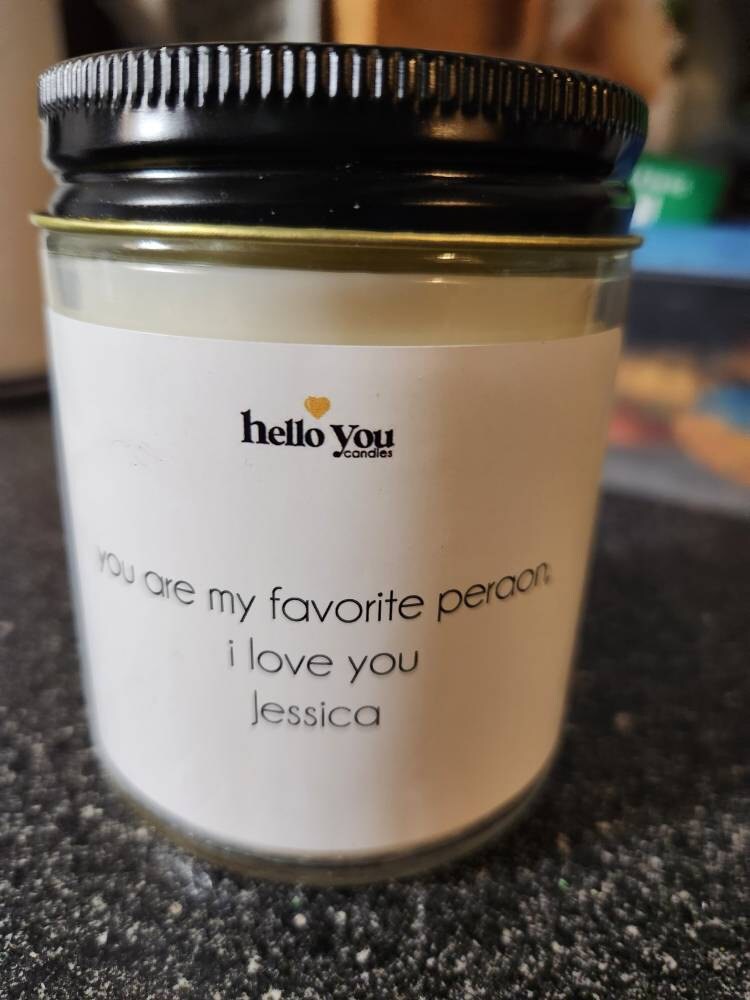 hello you
candles
you are my favorite peraon,
i love you
Jessica